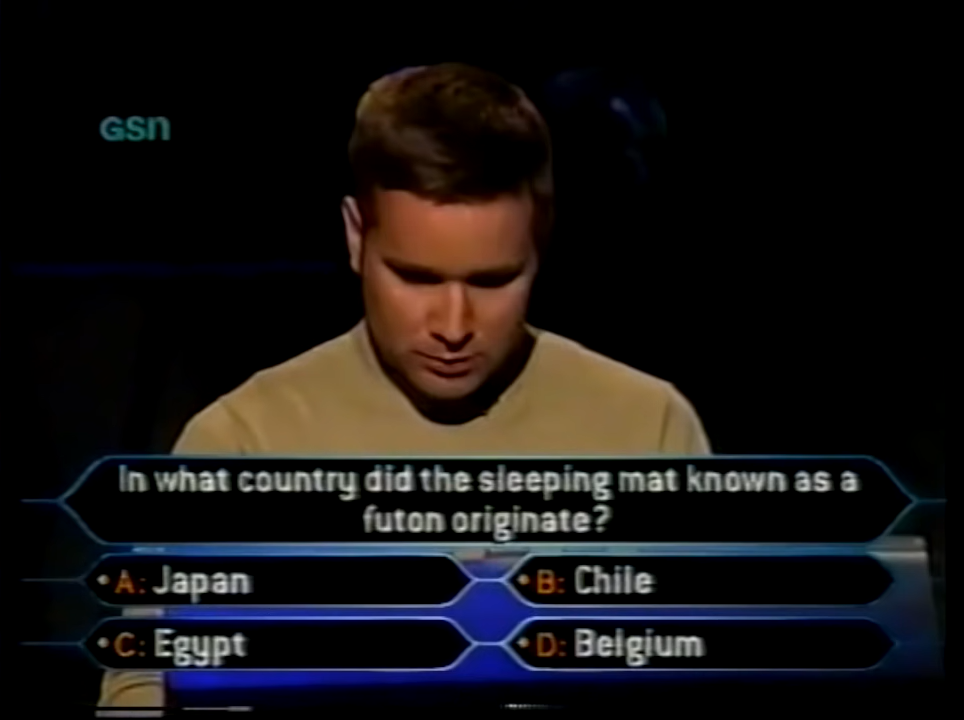 GSN
In what country did the sleeping mat known as a
futon originate?
A: Japan
B: Chile
C: Egypt
D: Belgium